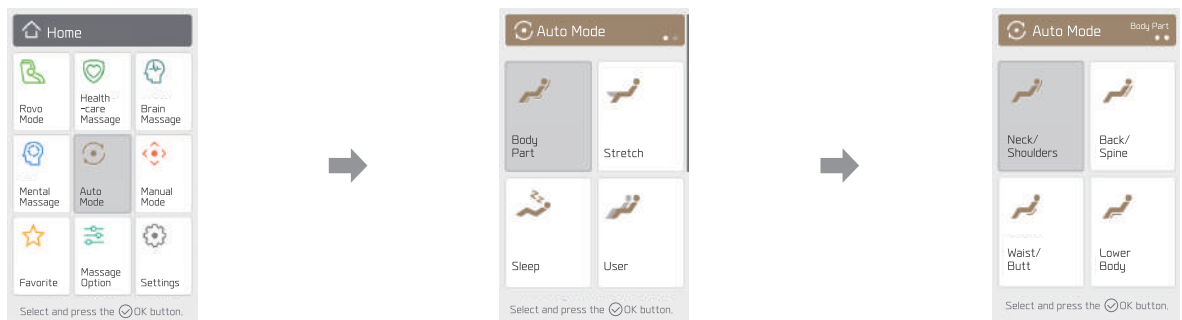 Home
Rovo
Mode
Health
-care
Massage
Brain
Massage
Mental
Massage
Auto
Mode
Manual
Mode
Favorite
Massage
Option
Settings
Select and press the OK button.
Auto Mode
Body
Part
Stretch
Sleep
User
Select and press the OK button.
Auto Mode
Body Part
Neck/
Shoulders
Back/
Spine
Waist/
Butt
Lower
Body
Select and press the OK button.